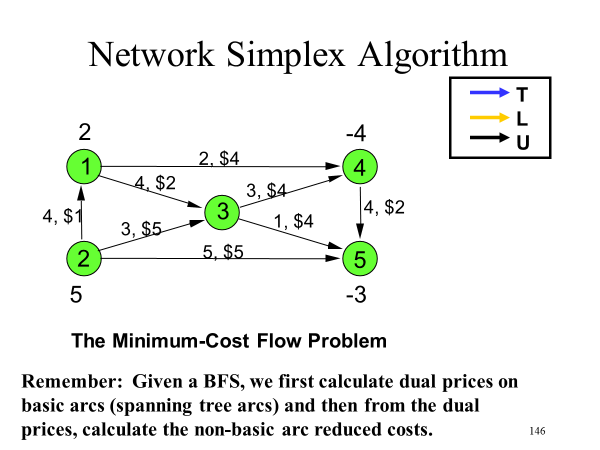 Network Simplex Algorithm
T
L
U
2
-4
1
2, $4
4
4, $2
3, $4
3
4, $1
4, $2
3, $5
1, $4
2
5, $5
5
5
-3
The Minimum-Cost Flow Problem
Remember: Given a BFS, we first calculate dual prices on
basic arcs (spanning tree arcs) and then from the dual
prices, calculate the non-basic arc reduced costs.
146